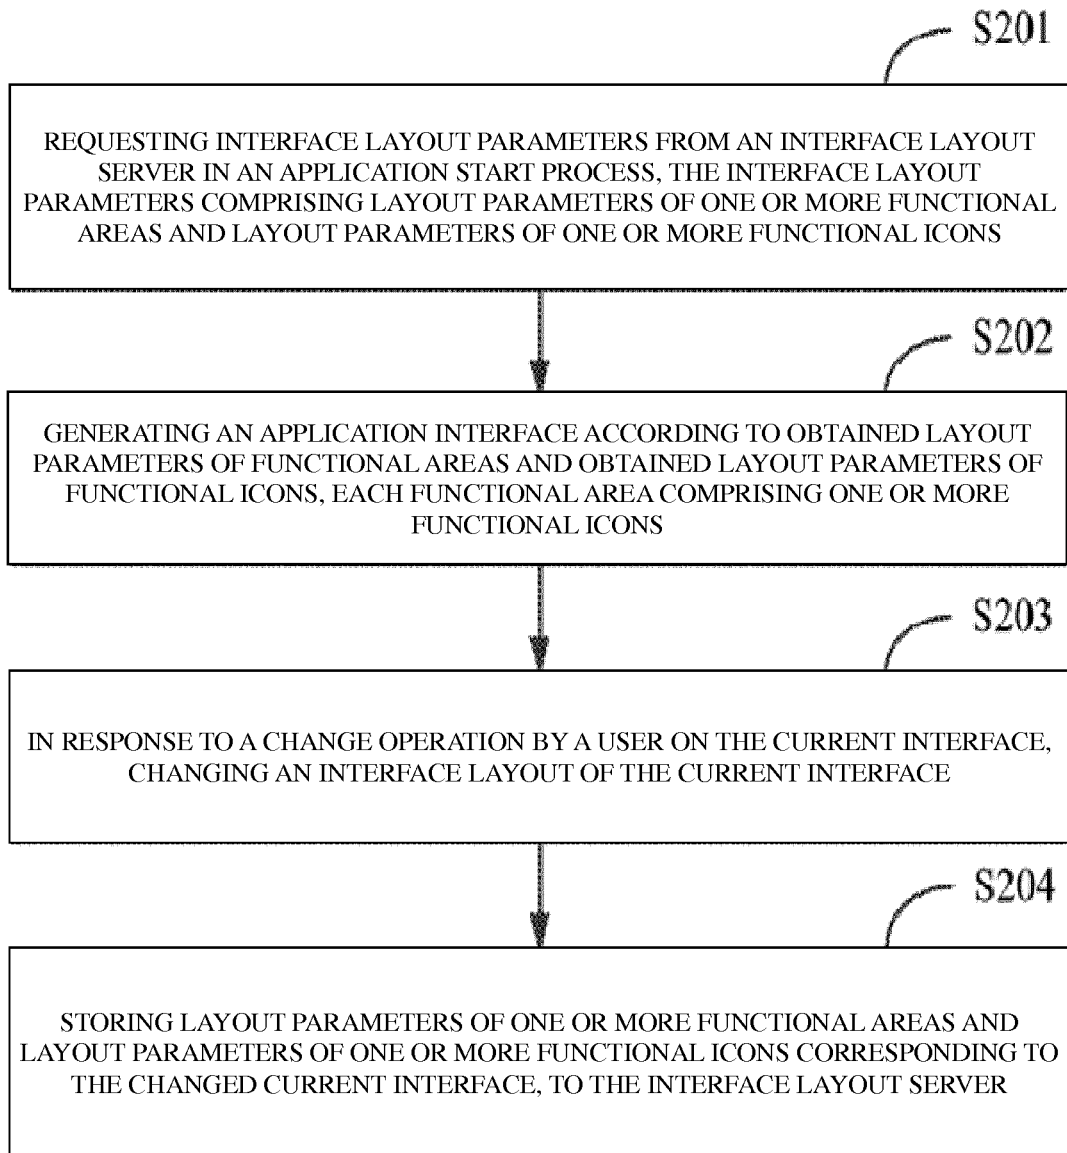 S201
REQUESTING INTERFACE LAYOUT PARAMETERS FROM AN INTERFACE LAYOUT
SERVER IN AN APPLICATION START PROCESS, THE INTERFACE LAYOUT
PARAMETERS COMPRISING LAYOUT PARAMETERS OF ONE OR MORE FUNCTIONAL
AREAS AND LAYOUT PARAMETERS OF ONE OR MORE FUNCTIONAL ICONS
S202
GENERATING AN APPLICATION INTERFACE ACCORDING TO OBTAINED LAYOUT
PARAMETERS OF FUNCTIONAL AREAS AND OBTAINED LAYOUT PARAMETERS OF
FUNCTIONAL ICONS, EACH FUNCTIONAL AREA COMPRISING ONE OR MORE
FUNCTIONAL ICONS
S203
IN RESPONSE TO A CHANGE OPERATION BY A USER ON THE CURRENT INTERFACE,
CHANGING AN INTERFACE LAYOUT OF THE CURRENT INTERFACE
S204
STORING LAYOUT PARAMETERS OF ONE OR MORE FUNCTIONAL AREAS AND
LAYOUT PARAMETERS OF ONE OR MORE FUNCTIONAL ICONS CORRESPONDING TO
THE CHANGED CURRENT INTERFACE, TO THE INTERFACE LAYOUT SERVER